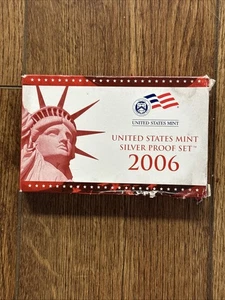 UNITED STATES MINT
UNITED STATES MINT
SILVER PROOF SET™
2006